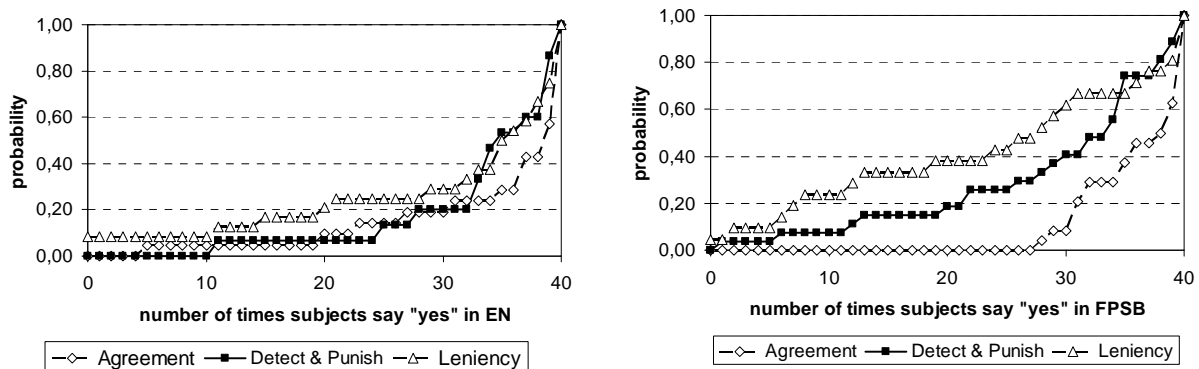 1,00
0,80
0,60
0,40
0,20
0,00
probability
0
10
20
30
40
number of times subjects say "yes" in EN
Agreement
Detect & Punish
Leniency
1,00
0,80
0,60
0,40
0,20
0,00
probability
0
10
20
30
40
number of times subjects say "yes" in FPSB
Agreement
Detect & Punish
Leniency